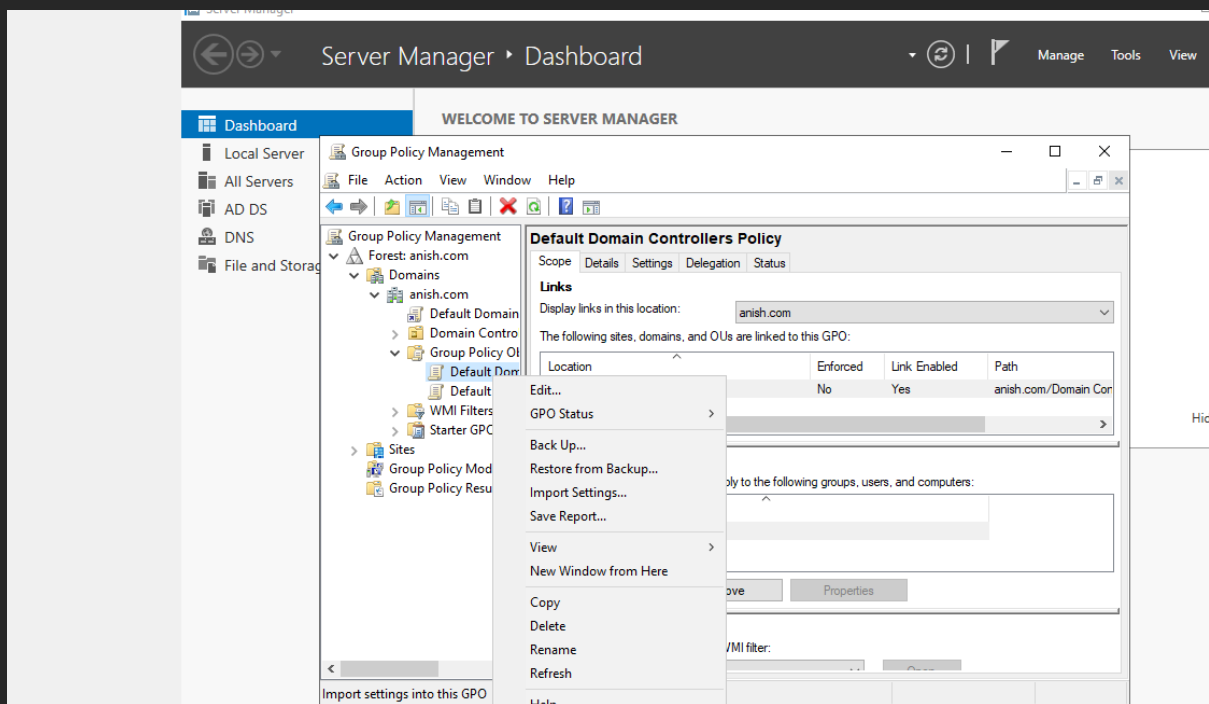 Server Manager
Server Manager ‣ Dashboard
Manage Tools View
Dashboard
Local Server
All Servers
AD DS
DNS
File and Storag
WELCOME TO SERVER MANAGER
Group Policy Management
File Action View Window Help
Group Policy Management
Forest: anish.com
Domains
anish.com
Default Domain
Domain Contro
Group Policy Ob
Default Dom
Default
WMI Filters
Starter GPO
Sites
Group Policy Mod
Group Policy Resu
Default Domain Controllers Policy
Scope Details Settings Delegation Status
Links
Display links in this location: anish.com
The following sites, domains, and OUs are linked to this GPO:
Location Enforced Link Enabled Path
No Yes anish.com/Domain Con
ply to the following groups, users, and computers:
ove Properties
WMI filter:
Open
Edit...
GPO Status
Back Up...
Restore from Backup...
Import Settings...
Save Report...
View
New Window from Here
Copy
Delete
Rename
Refresh
Help
Import settings into this GPO
Hid